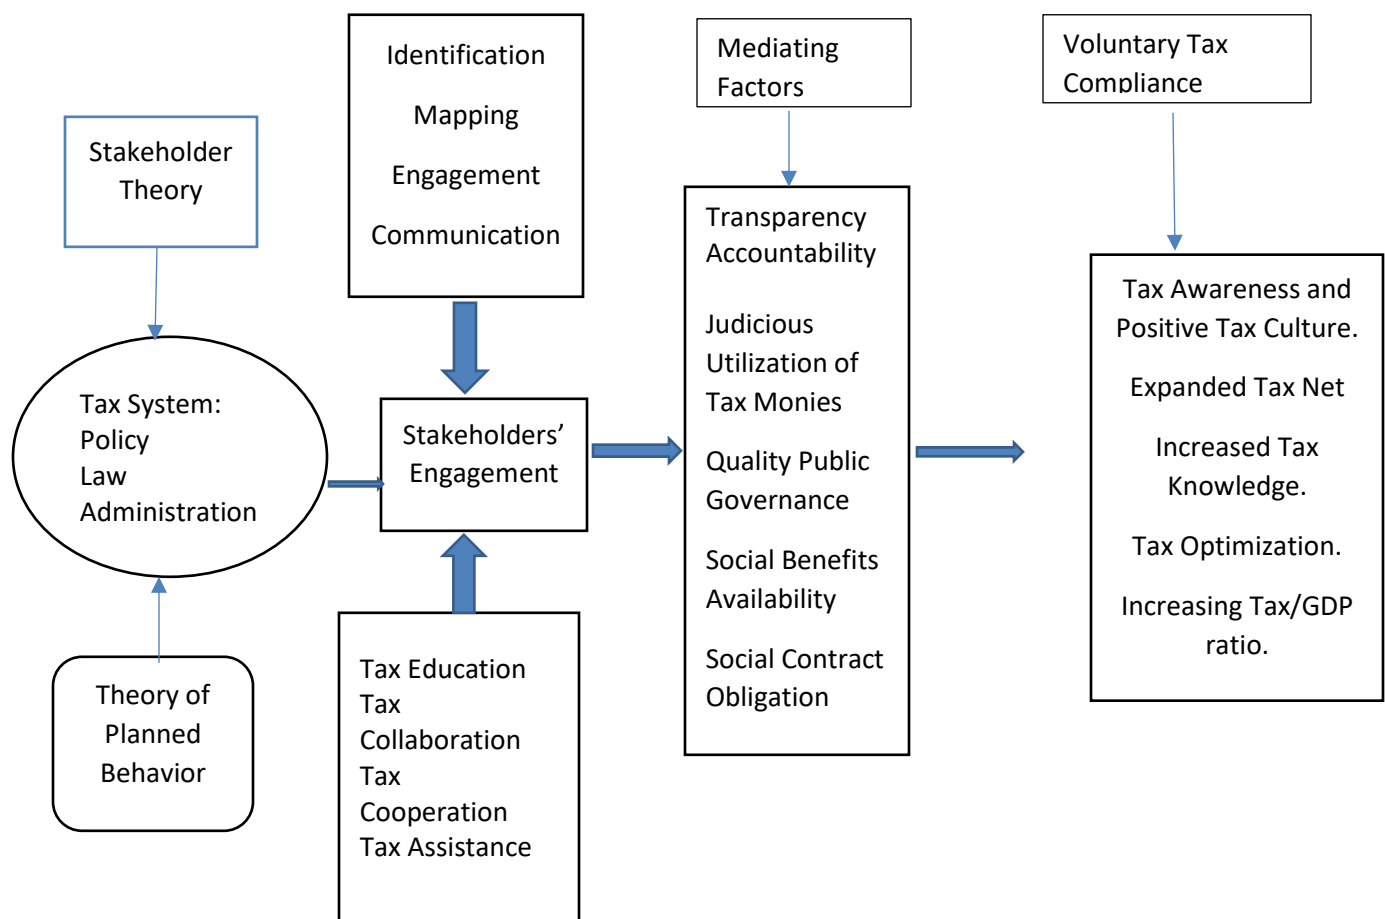 Stakeholder
Theory
Tax System:
Policy
Law
Administration
Theory of
Planned
Behavior
Identification
Mapping
Engagement
Communication
Stakeholders’
Engagement
Tax Education
Tax
Collaboration
Tax
Cooperation
Tax Assistance
Mediating
Factors
Transparency
Accountability
Judicious
Utilization of
Tax Monies
Quality Public
Governance
Social Benefits
Availability
Social Contract
Obligation
Voluntary Tax
Compliance
Tax Awareness and
Positive Tax Culture.
Expanded Tax Net
Increased Tax
Knowledge.
Tax Optimization.
Increasing Tax/GDP
ratio.